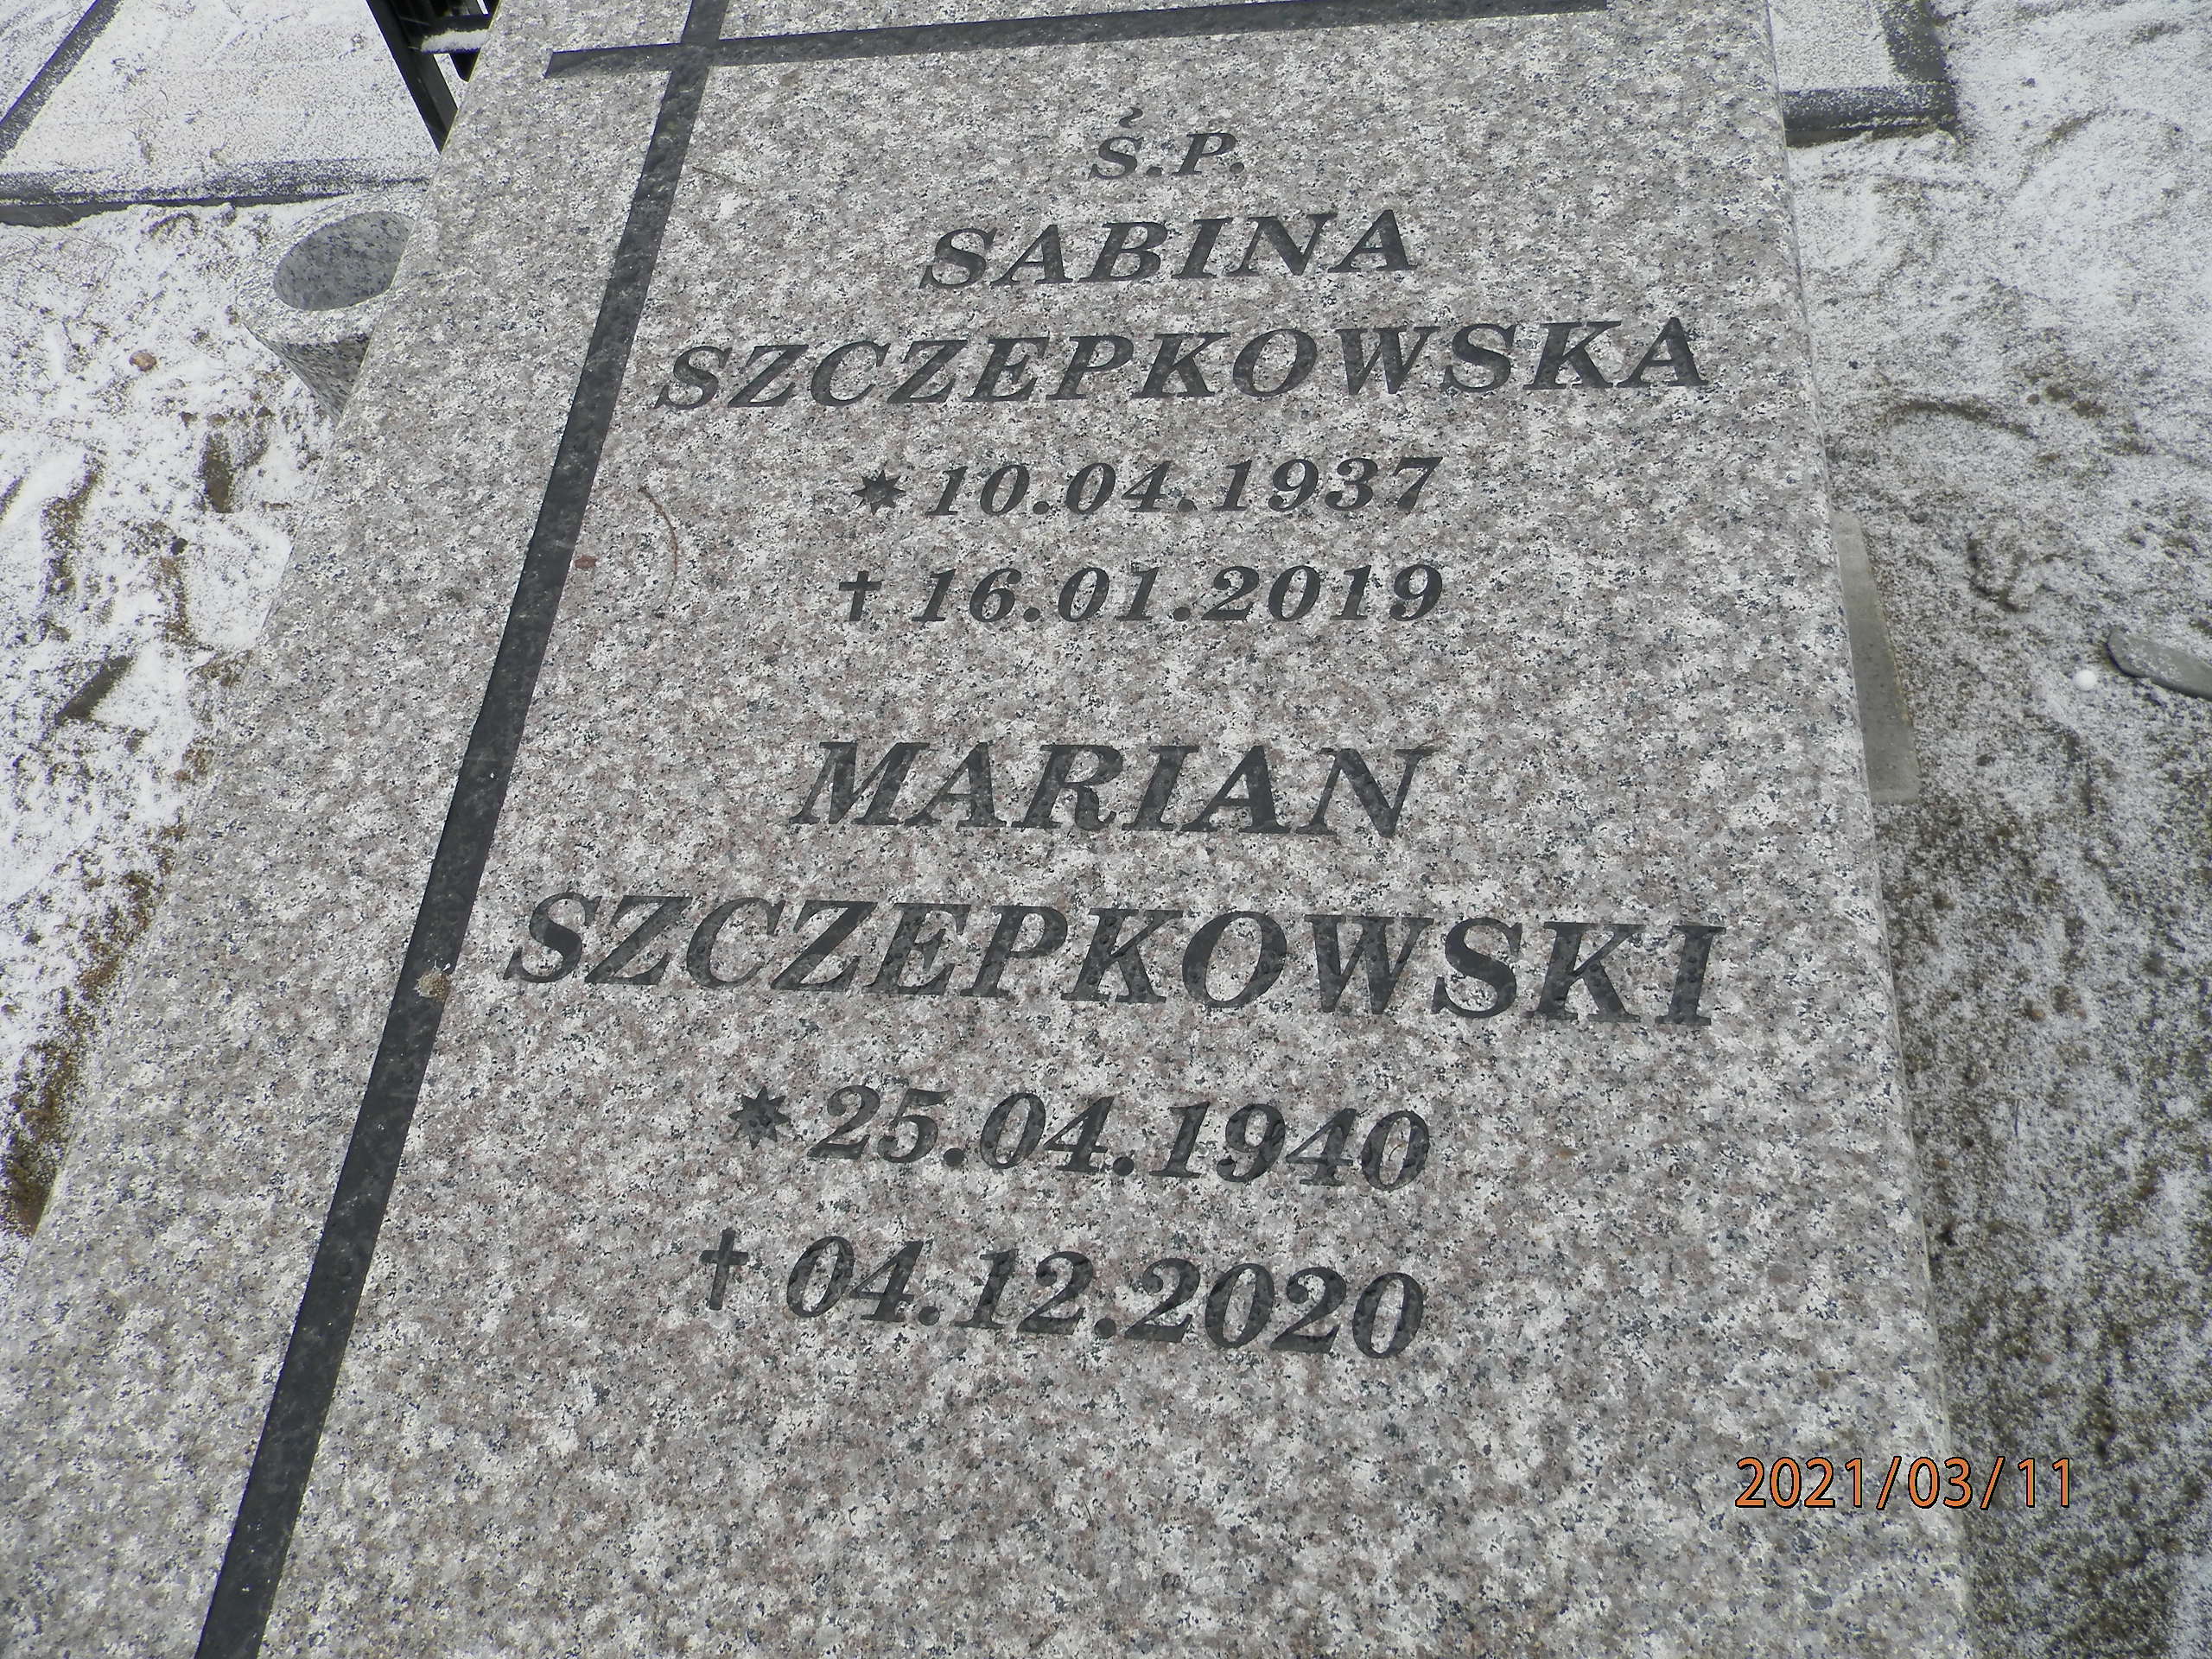 Ś.P.
SABINA
SZCZEPKOWSKA
✴10.04.1937
✝16.01.2019
MARIAN
SZCZEPKOWSKI
✴25.04.1940
✝04.12.2020
2021/03/11